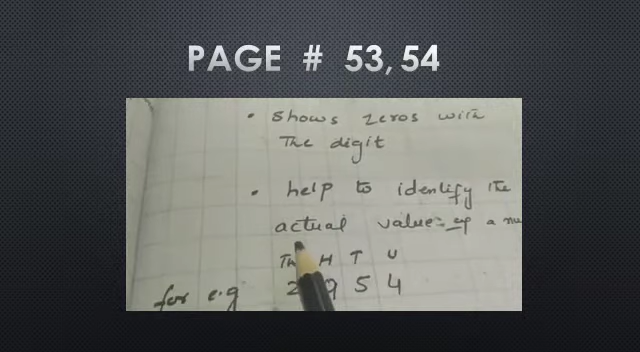 PAGE # 53, 54
• Shows zeros with
The digit
• help to identify the
actual value of a
TH H T U
for e.g 2 9 5 4